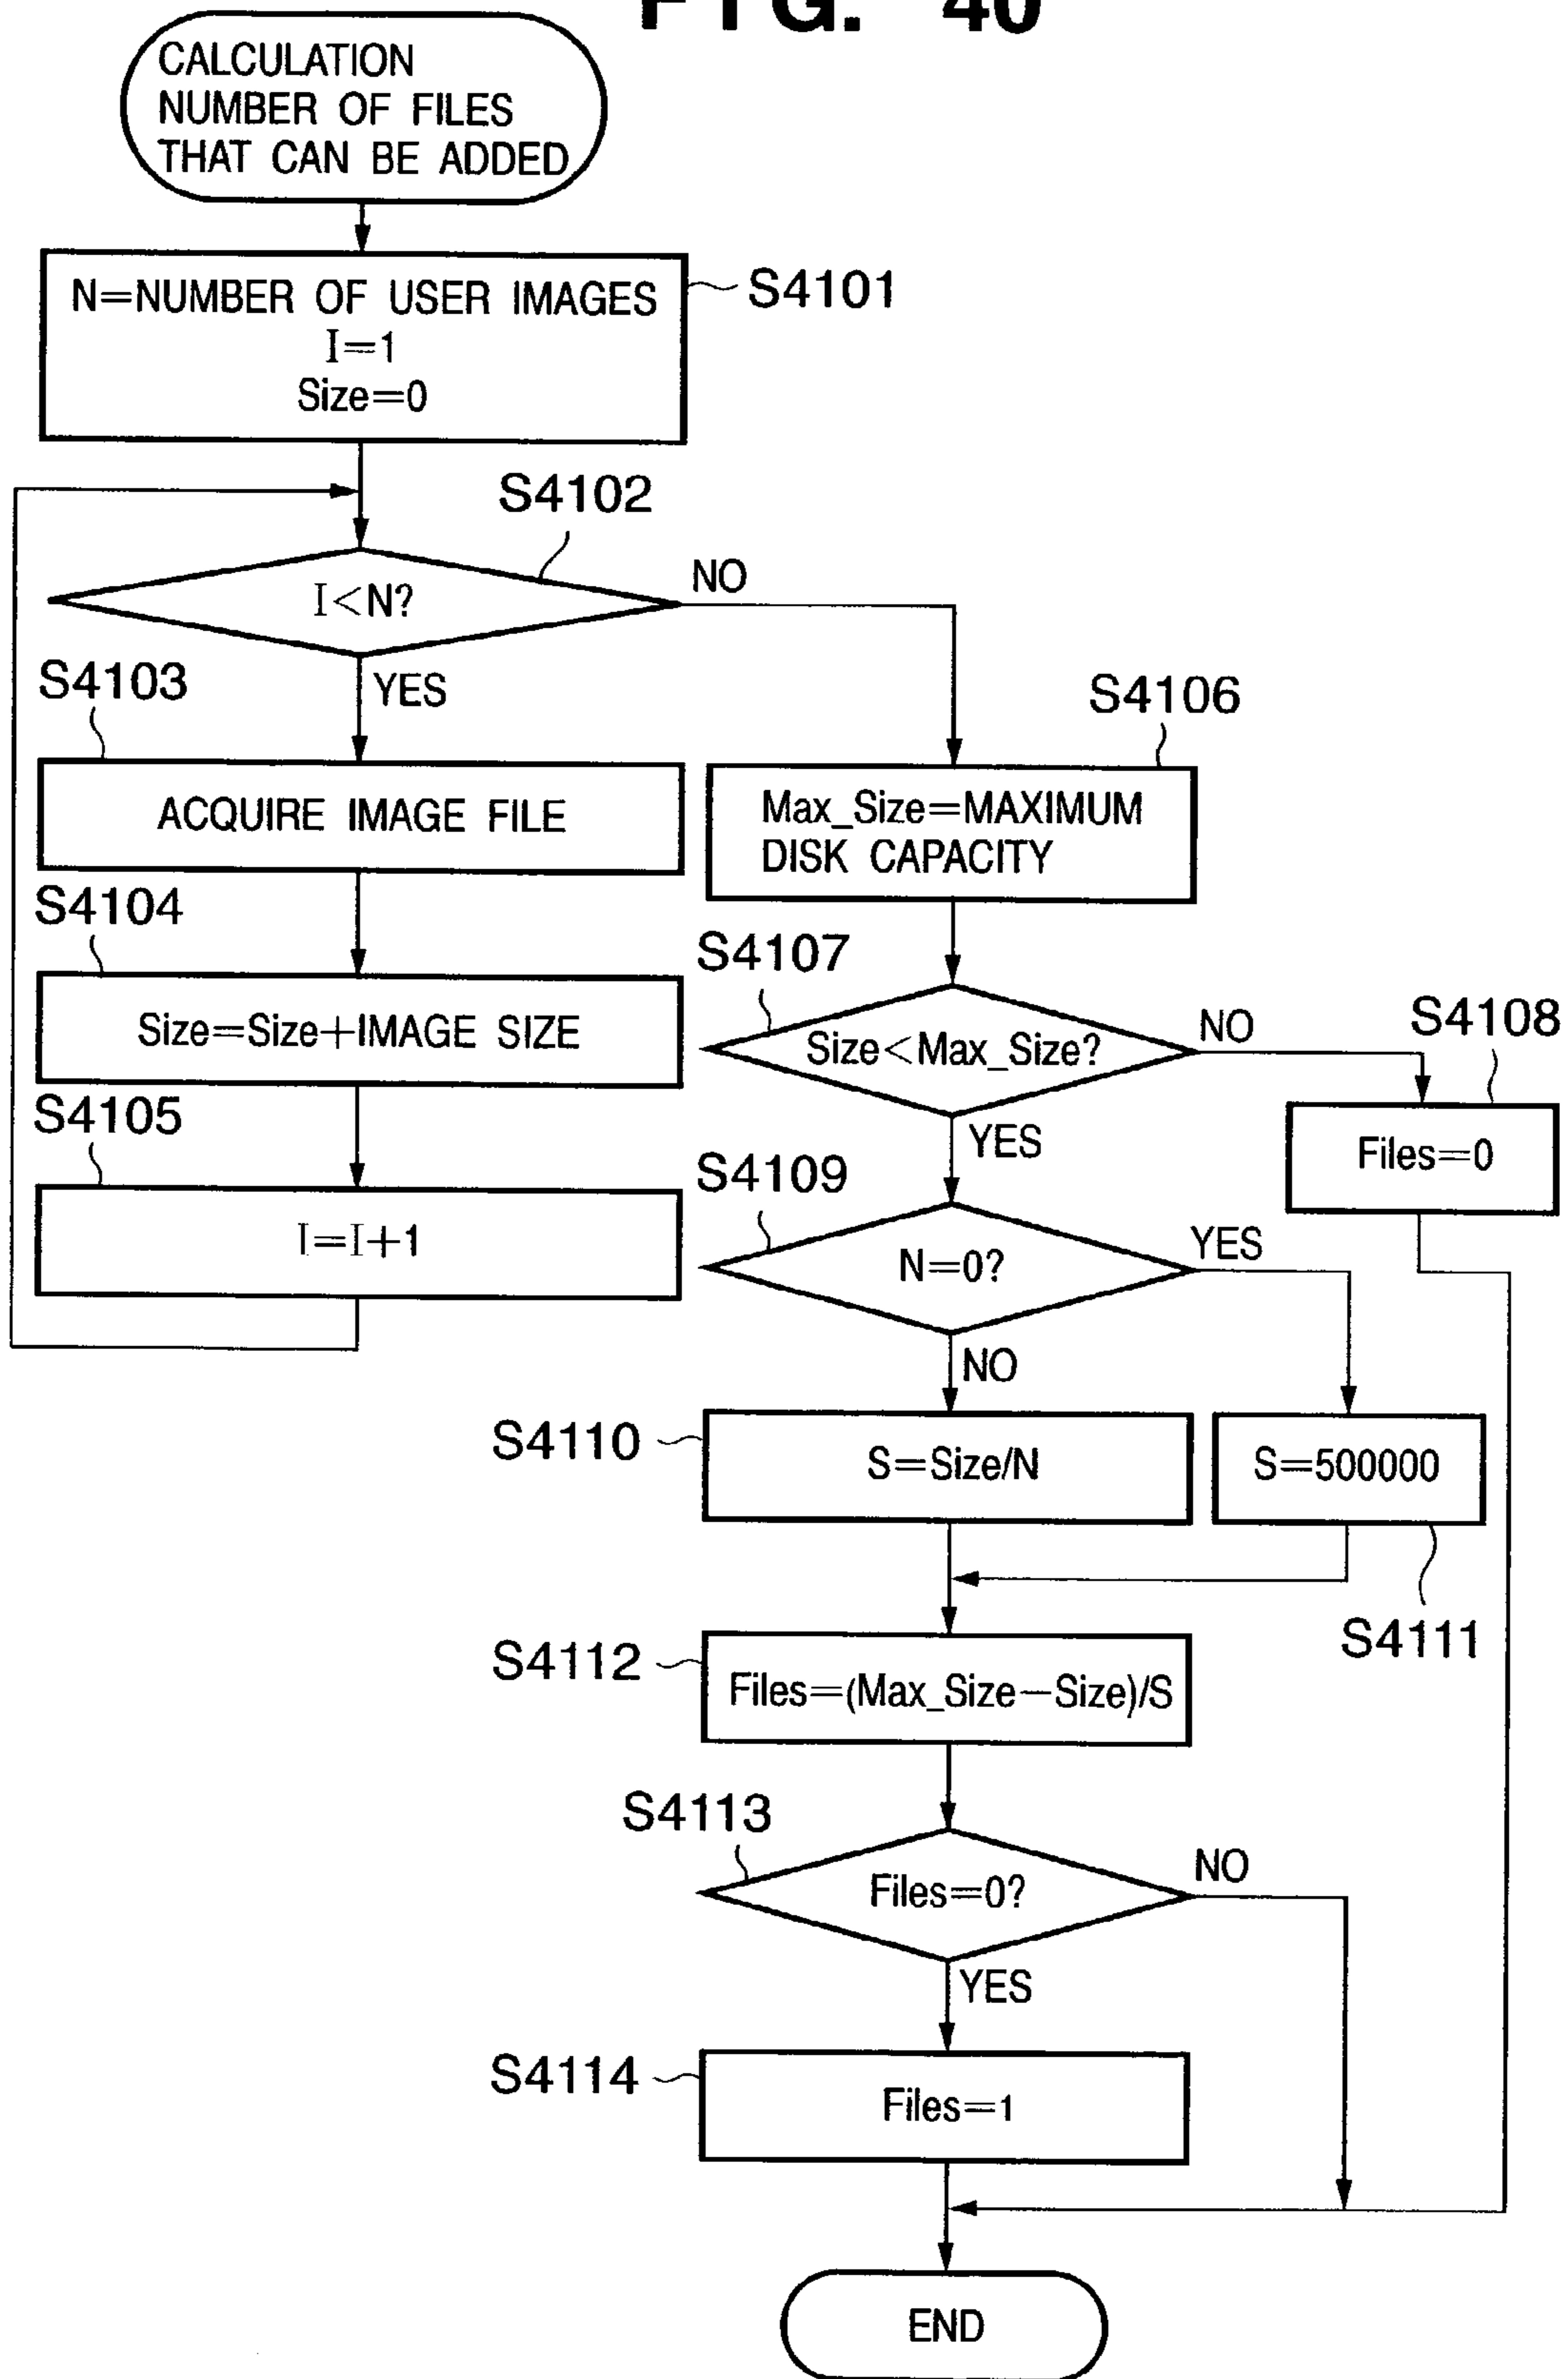 FIG. 40
CALCULATION
NUMBER OF FILES
THAT CAN BE ADDED
N=NUMBER OF USER IMAGES
I=1
Size=0
S4101
S4102
I<N?
NO
YES
S4103
ACQUIRE IMAGE FILE
S4104
Size=Size+IMAGE SIZE
S4105
I=I+1
S4106
Max_Size=MAXIMUM
DISK CAPACITY
S4107
Size<Max_Size?
NO
YES
S4108
Files=0
S4109
N=0?
YES
NO
S4110
S=Size/N
S=500000
S4111
S4112
Files=(Max_Size−Size)/S
S4113
Files=0?
NO
YES
S4114
Files=1
END